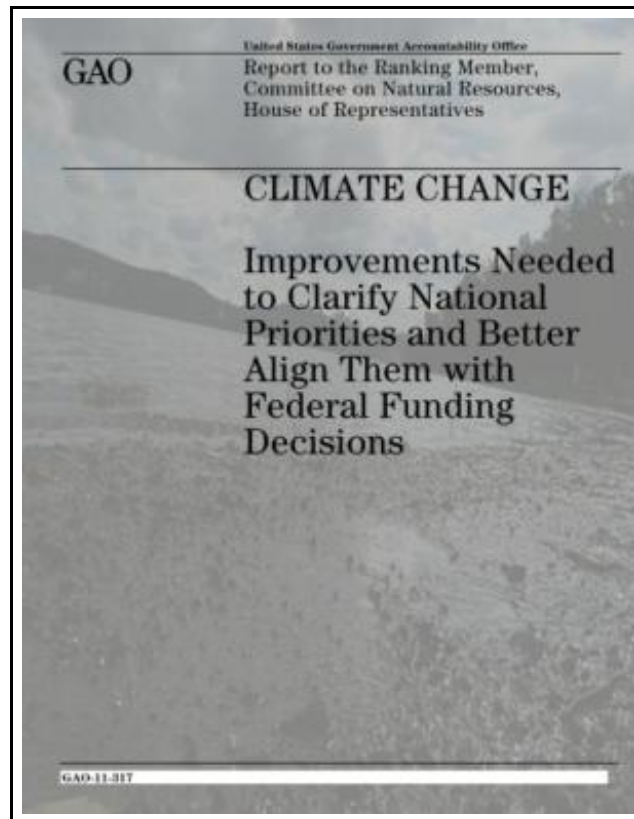 United States Government Accountability Office
GAO
Report to the Ranking Member,
Committee on Natural Resources,
House of Representatives
CLIMATE CHANGE
Improvements Needed
to Clarify National
Priorities and Better
Align Them with
Federal Funding
Decisions
GAO-11-317